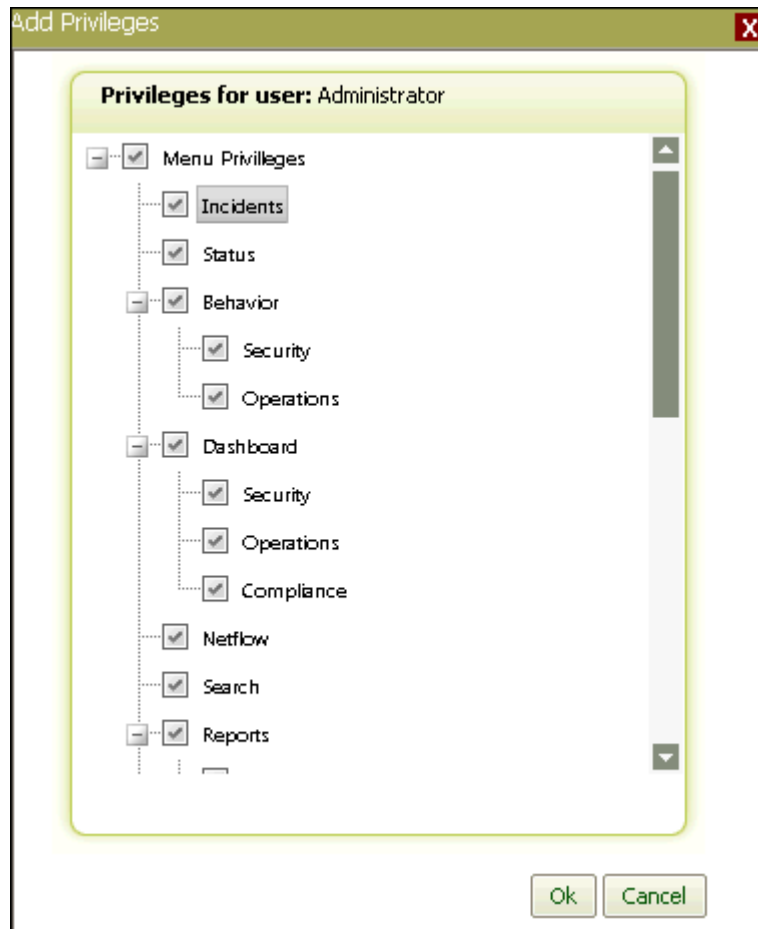 Add Privileges
X
Privileges for user: Administrator
Menu Privilleges
Incidents
Status
Behavior
Security
Operations
Dashboard
Security
Operations
Compliance
Netflow
Search
Reports
Ok Cancel